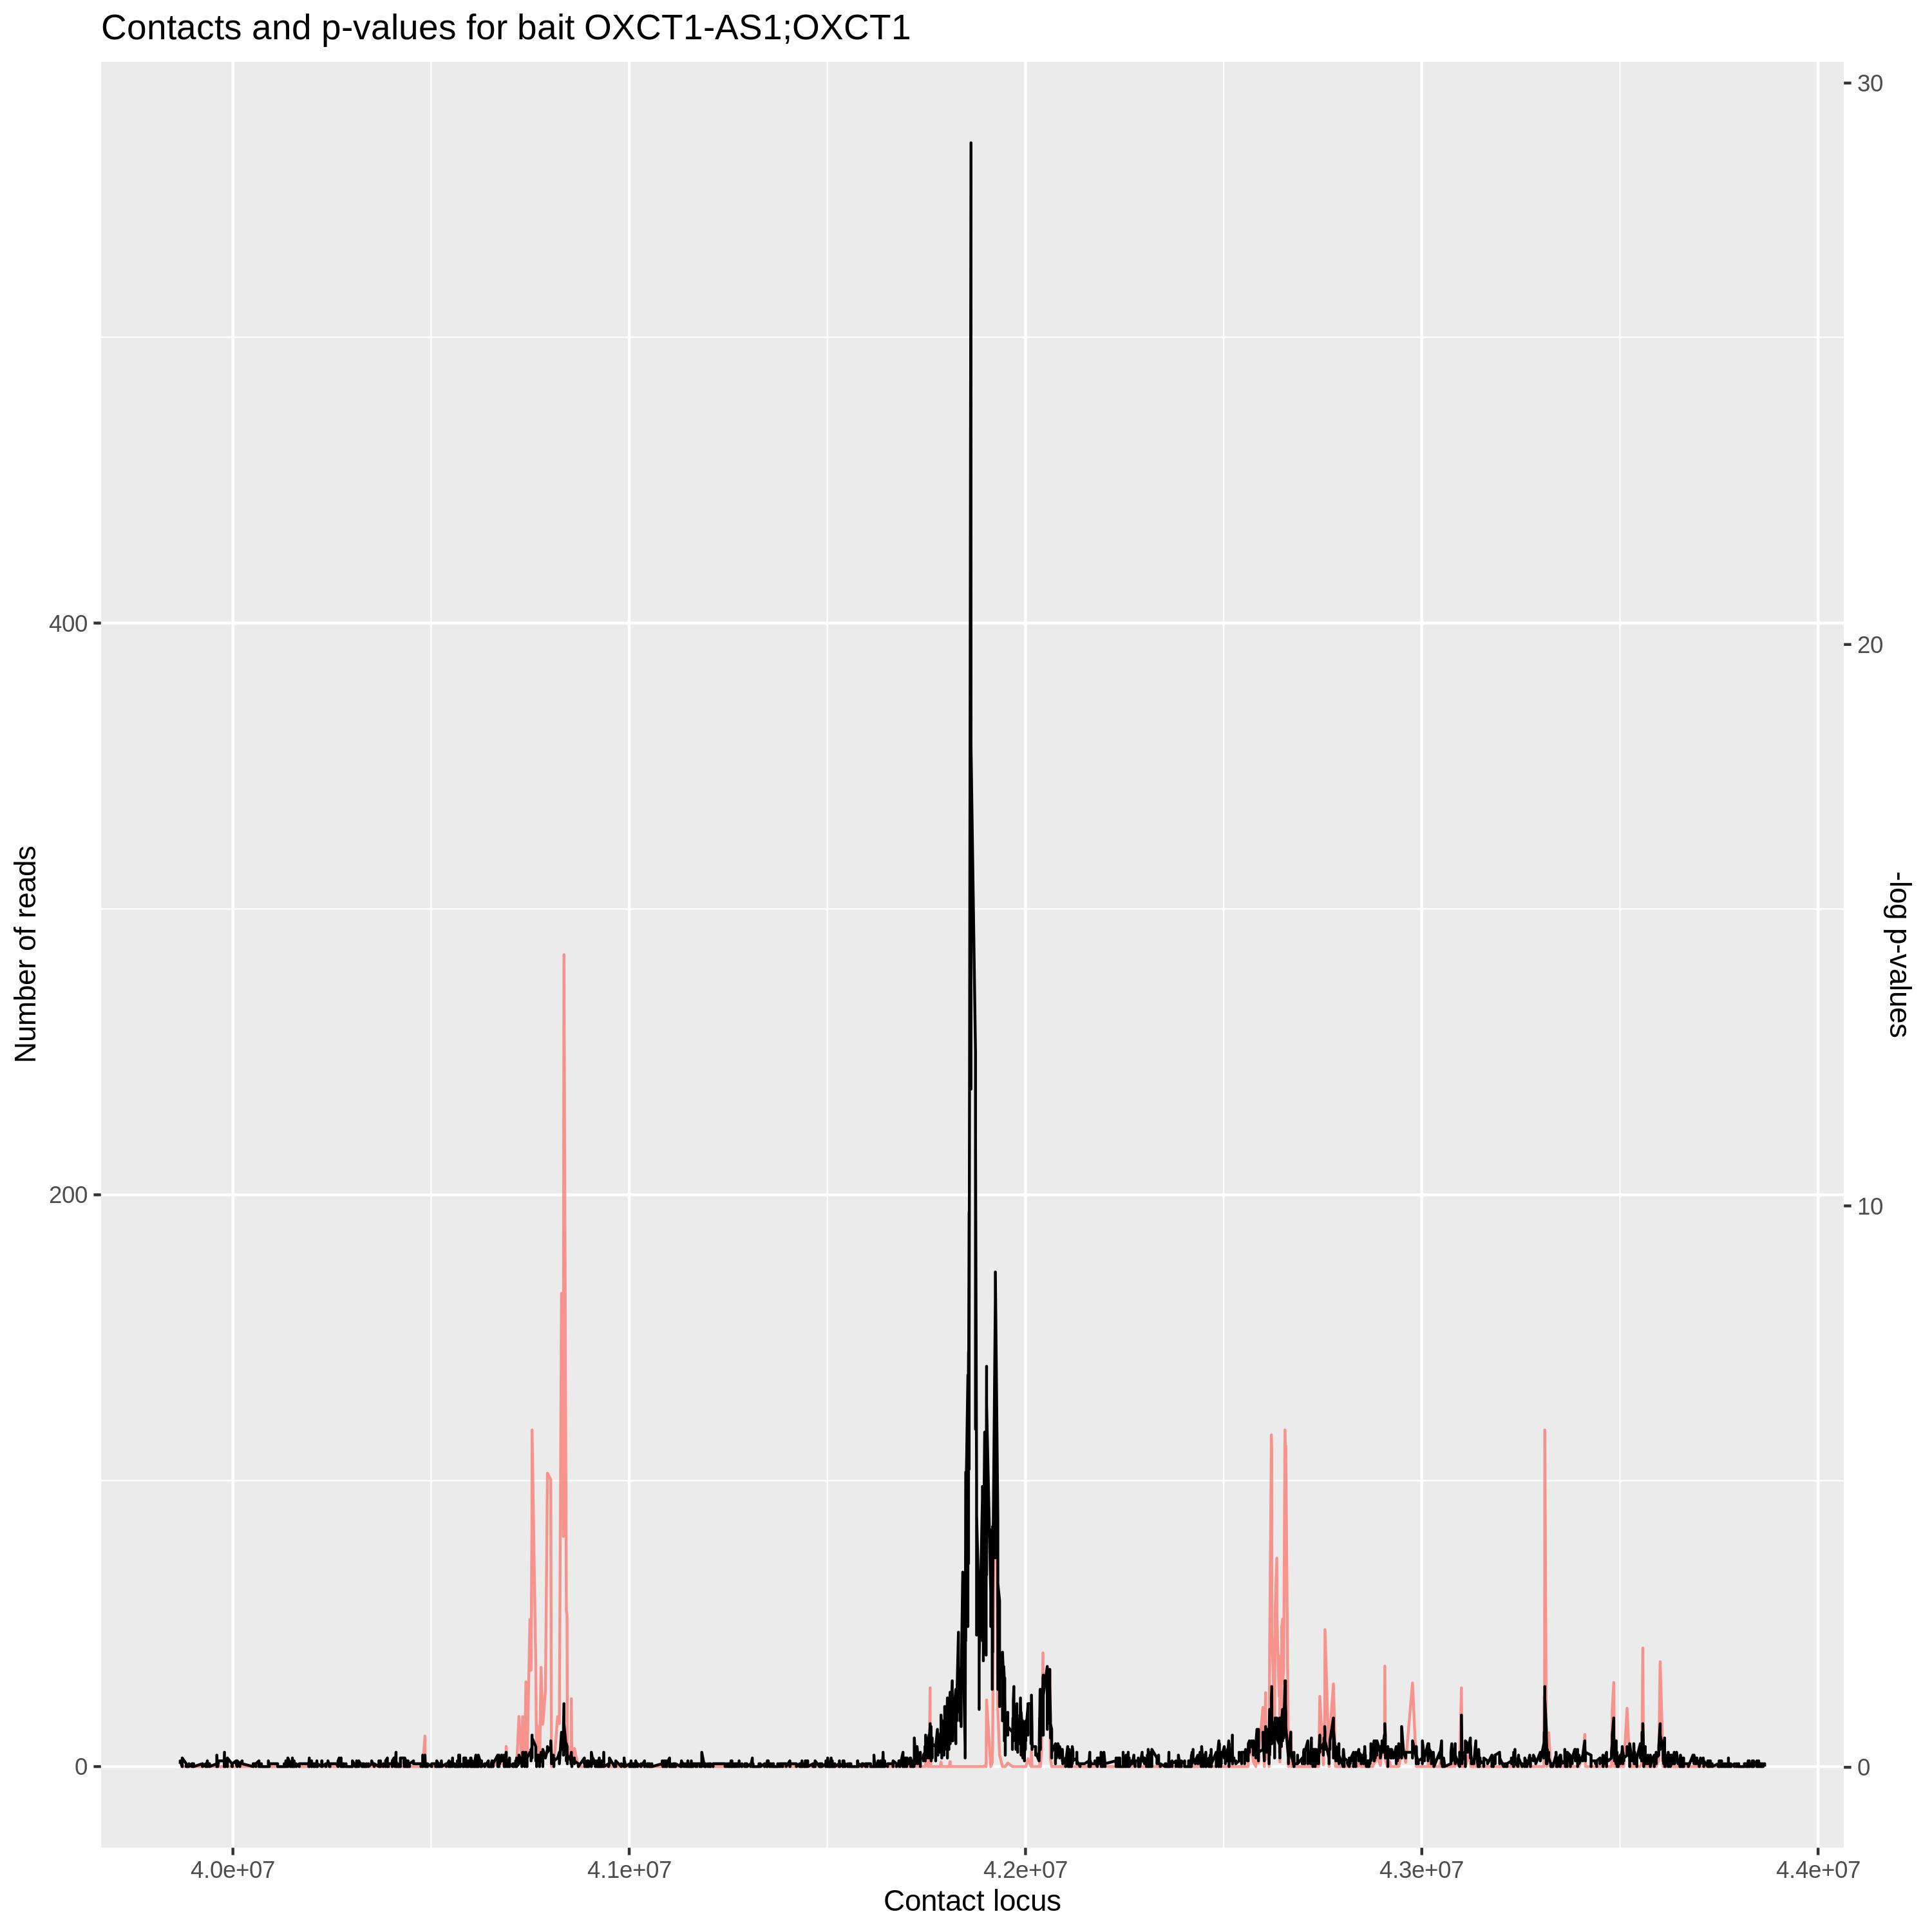 Contacts and p-values for bait OXCT1-AS1;OXCT1
30
400
20
Number of reads
-log p-values
200
10
0
0
4.0e+07
4.1e+07
4.2e+07
4.3e+07
4.4e+07
Contact locus